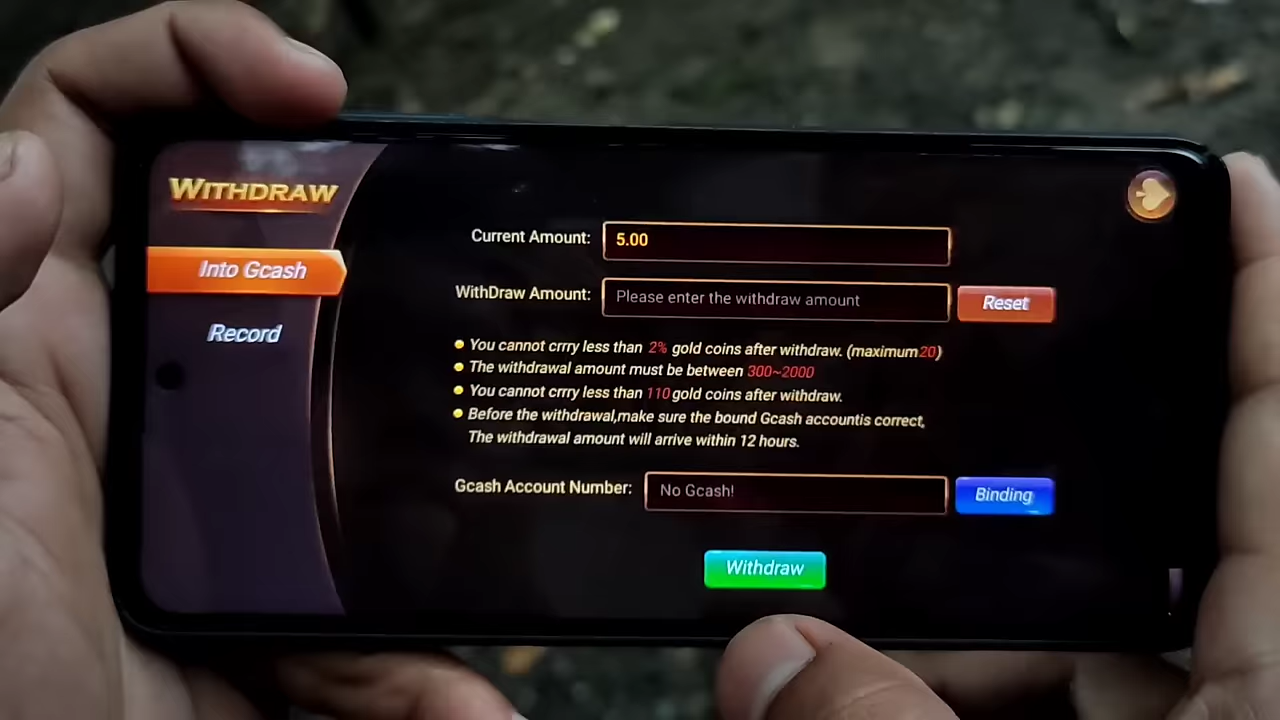 WITHDRAW
Into Gcash
Record
Current Amount: 5.00
WithDraw Amount: Please enter the withdraw amount Reset
You cannot crrry less than 2% gold coins after withdraw. (maximum20)
The withdrawal amount must be between 300~2000
You cannot crrry less than 110 gold coins after withdraw.
Before the withdrawal,make sure the bound Gcash accountis correct,
The withdrawal amount will arrive within 12 hours.
Gcash Account Number: No Gcash! Binding
Withdraw